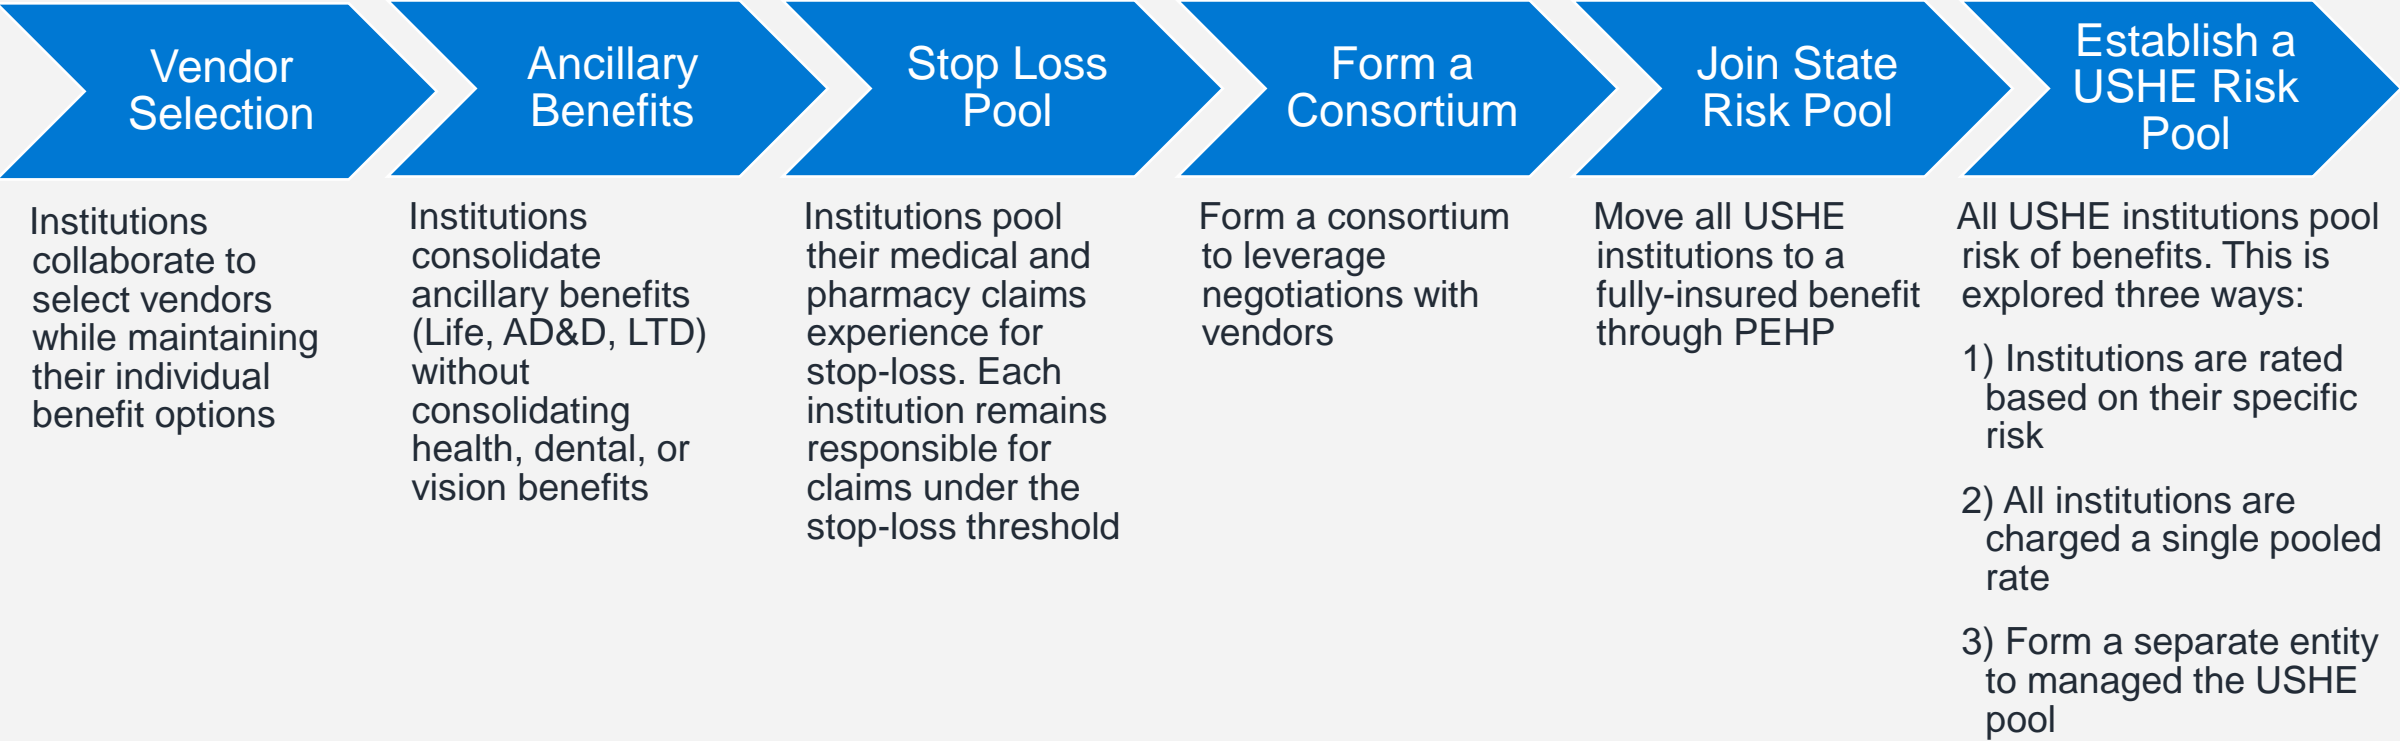 Vendor
Selection
Institutions
collaborate to
select vendors
while maintaining
their individual
benefit options
Ancillary
Benefits
Institutions
consolidate
ancillary benefits
(Life, AD&D, LTD)
without
consolidating
health, dental, or
vision benefits
Stop Loss
Pool
Institutions pool
their medical and
pharmacy claims
experience for
stop-loss. Each
institution remains
responsible for
claims under the
stop-loss threshold
Form a
Consortium
Form a consortium
to leverage
negotiations with
vendors
Join State
Risk Pool
Move all USHE
institutions to a
fully-insured benefit
through PEHP
Establish a
USHE Risk
Pool
All USHE institutions pool
risk of benefits. This is
explored three ways:
1) Institutions are rated
based on their specific
risk
2) All institutions are
charged a single pooled
rate
3) Form a separate entity
to managed the USHE
pool